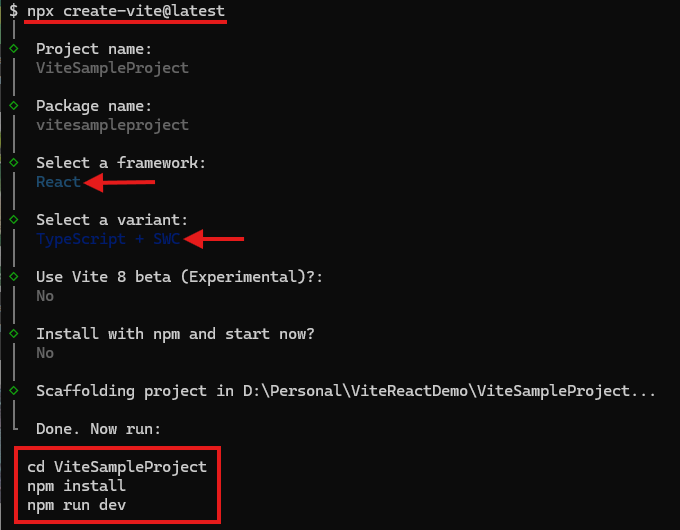 $ npx create-vite@latest
Project name:
ViteSampleProject
Package name:
vitesampleproject
Select a framework:
React
Select a variant:
TypeScript + SWC
Use Vite 8 beta (Experimental)?:
No
Install with npm and start now?
No
Scaffolding project in D:\Personal\ViteReactDemo\ViteSampleProject...
Done. Now run:
cd ViteSampleProject
npm install
npm run dev